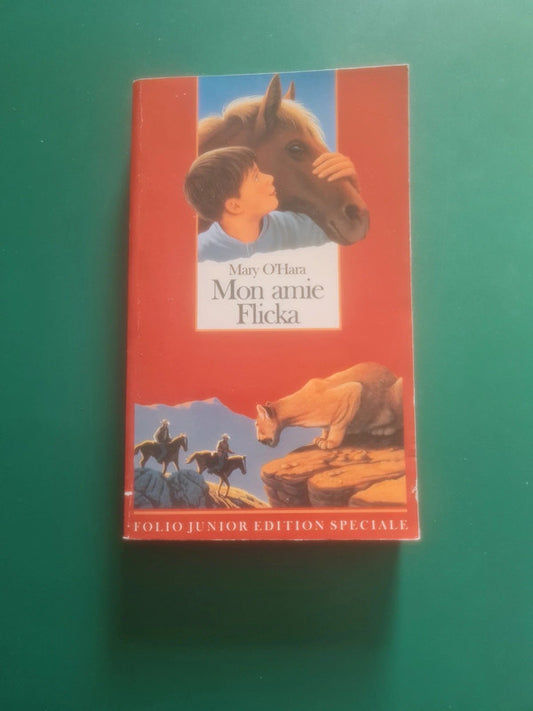 Mary O'Hara
Mon amie
Flicka
FOLIO JUNIOR EDITION SPECIALE